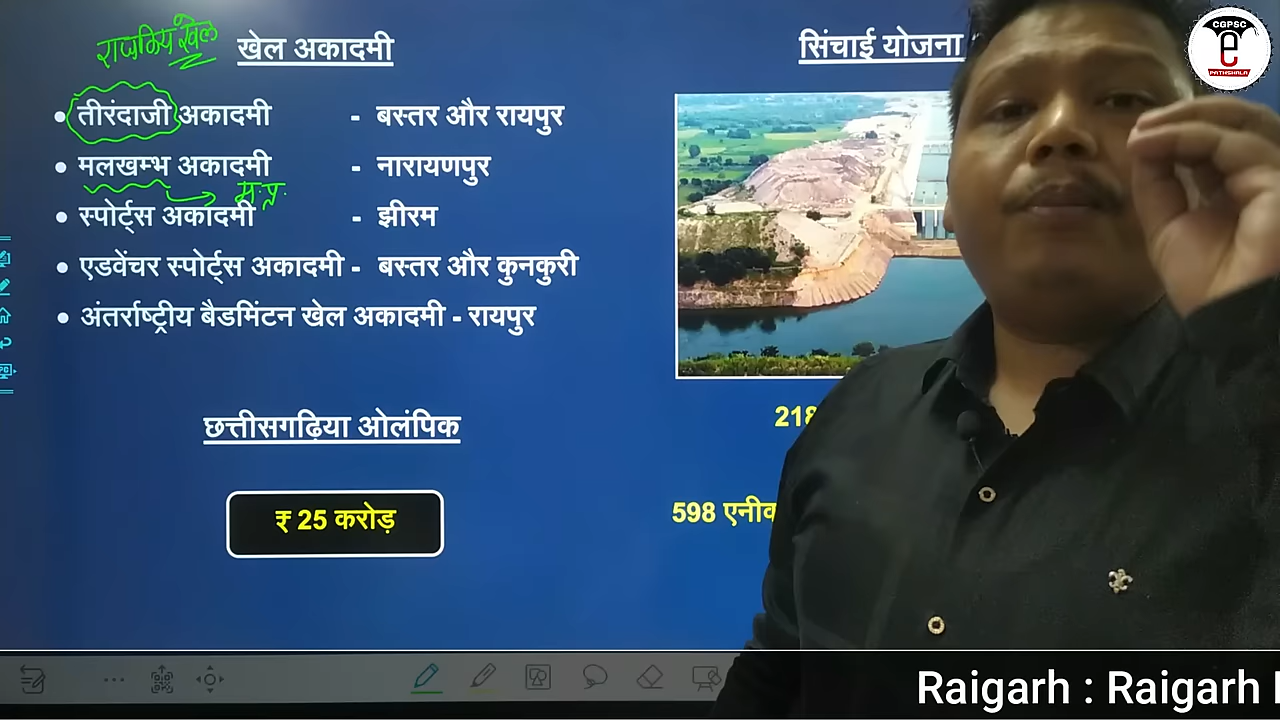 राजकीय खेल
खेल अकादमी
• तीरंदाजी अकादमी - बस्तर और रायपुर
• मलखम्भ अकादमी - नारायणपुर
म.प्र.
• स्पोर्ट्स अकादमी - झीरम
• एडवेंचर स्पोर्ट्स अकादमी - बस्तर और कुनकुरी
• अंतर्राष्ट्रीय बैडमिंटन खेल अकादमी - रायपुर
छत्तीसगढ़िया ओलंपिक
₹ 25 करोड़
सिंचाई योजना
218
598
CGPSC
e
PATHSHALA
Raigarh : Raigarh